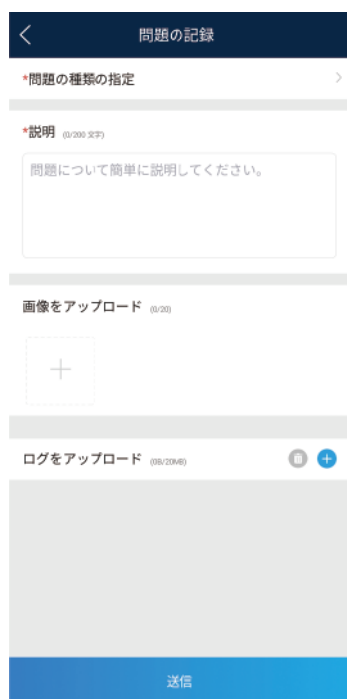 問題の記録
*問題の種類の指定
*説明 (0/200 文字)
問題について簡単に説明してください。
画像をアップロード (0/20)
ログをアップロード (0B/20MB)
送信